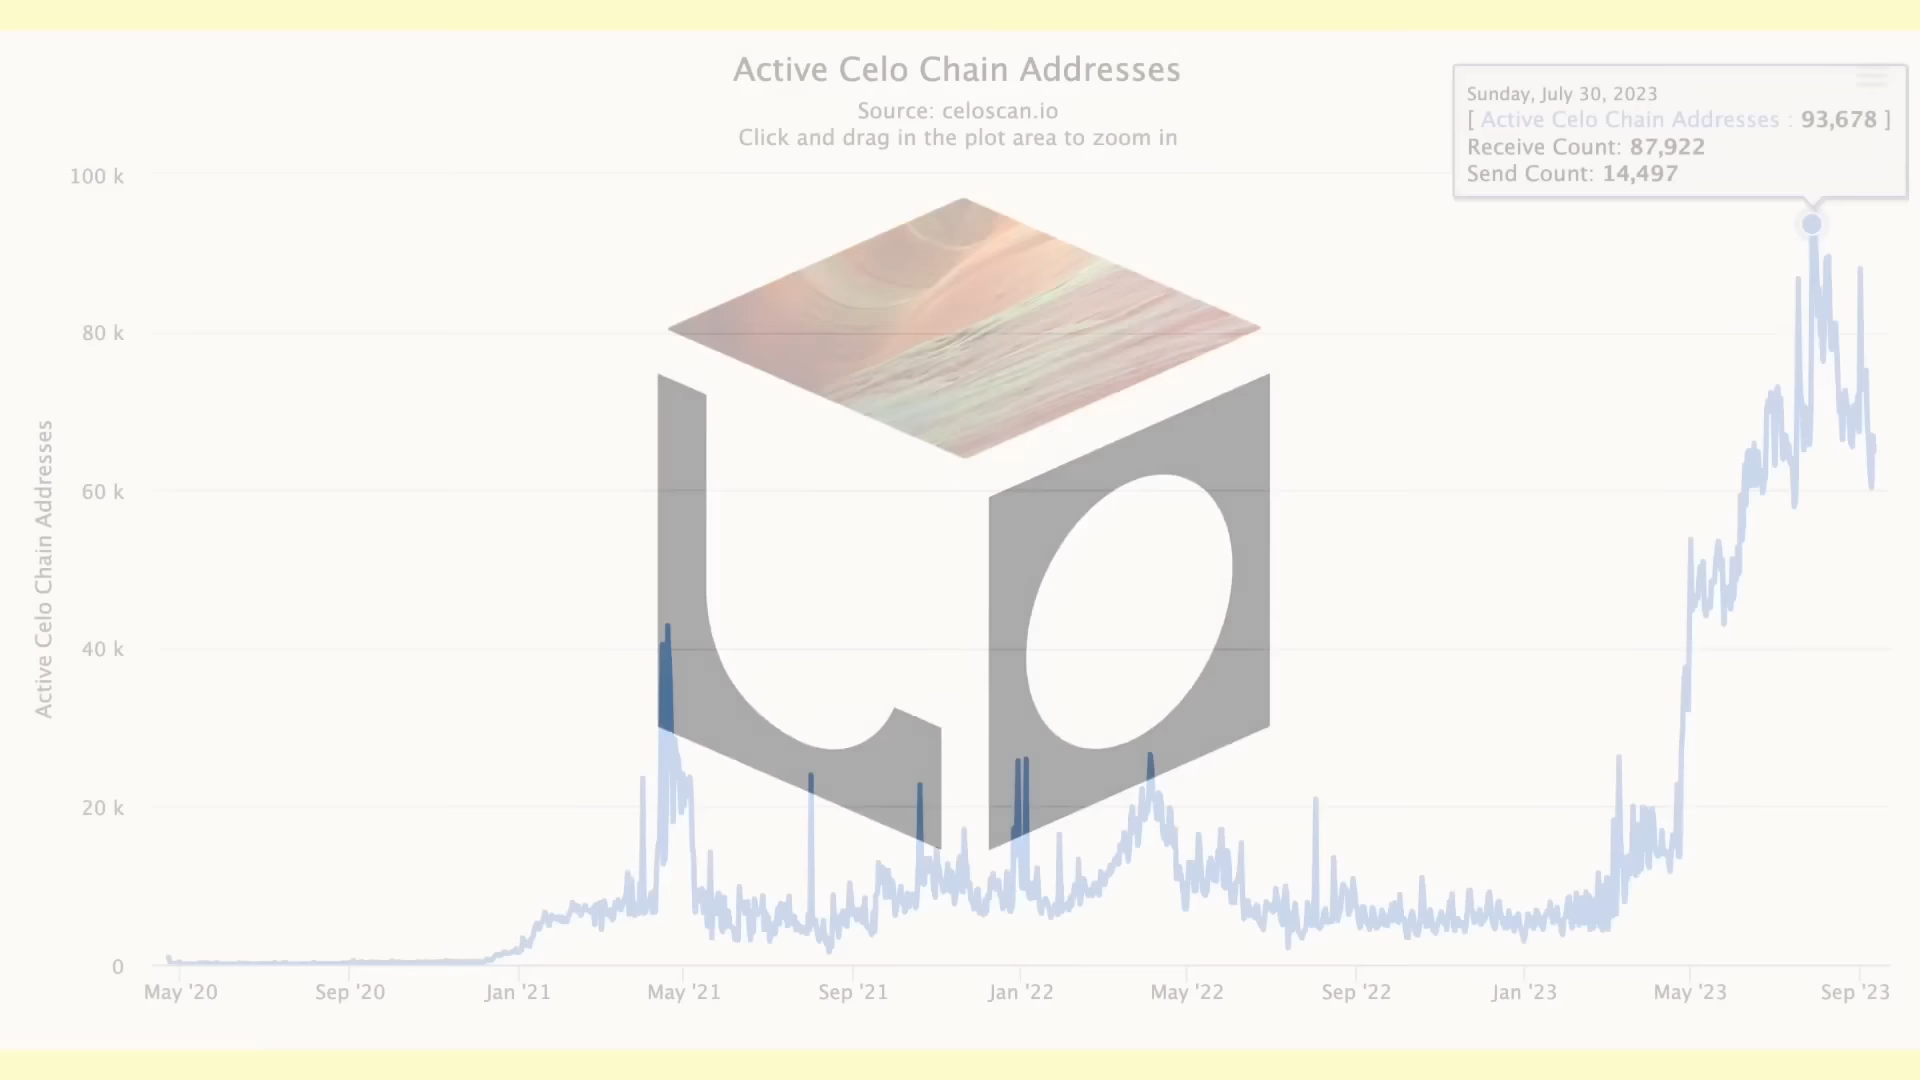 Active Celo Chain Addresses
Source: celoscan.io
Click and drag in the plot area to zoom in
Sunday, July 30, 2023
[ Active Celo Chain Addresses : 93,678 ]
Receive Count: 87,922
Send Count: 14,497
Active Celo Chain Addresses
100 k
80 k
60 k
40 k
20 k
0
May '20
Sep '20
Jan '21
May '21
Sep '21
Jan '22
May '22
Sep '22
Jan '23
May '23
Sep '23